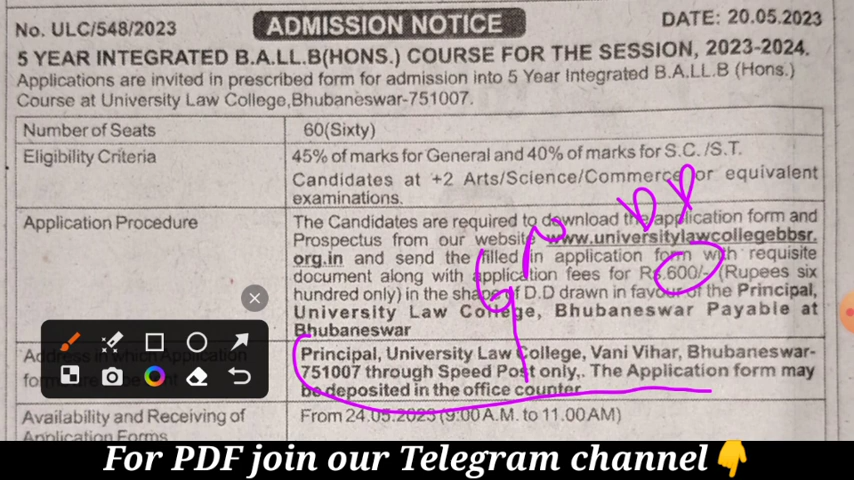 No. ULC/548/2023
ADMISSION NOTICE
DATE: 20.05.2023
5 YEAR INTEGRATED B.A.LL.B(HONS.) COURSE FOR THE SESSION, 2023-2024.
Applications are invited in prescribed form for admission into 5 Year Integrated B.A.LL.B (Hons.)
Course at University Law College,Bhubaneswar-751007.
Number of Seats
60(Sixty)
Eligibility Criteria
45% of marks for General and 40% of marks for S.C./S.T.
Candidates at +2 Arts/Science/Commerce or equivalent
examinations.
Application Procedure
The Candidates are required to download the application form and
Prospectus from our website www.universitylawcollegebbsr.
org.in and send the filled in application form with requisite
document along with application fees for Rs.600/- (Rupees six
hundred only) in the shape of D.D drawn in favour of the Principal,
University Law College, Bhubaneswar Payable at
Bhubaneswar
Address in which Application
form
Principal, University Law College, Vani Vihar, Bhubaneswar-
751007 through Speed Post only,. The Application form may
be deposited in the office counter
Availability and Receiving of
Application Forms
From 24.05.2023 (9:00 A.M. to 11.00 AM)
For PDF join our Telegram channel👇